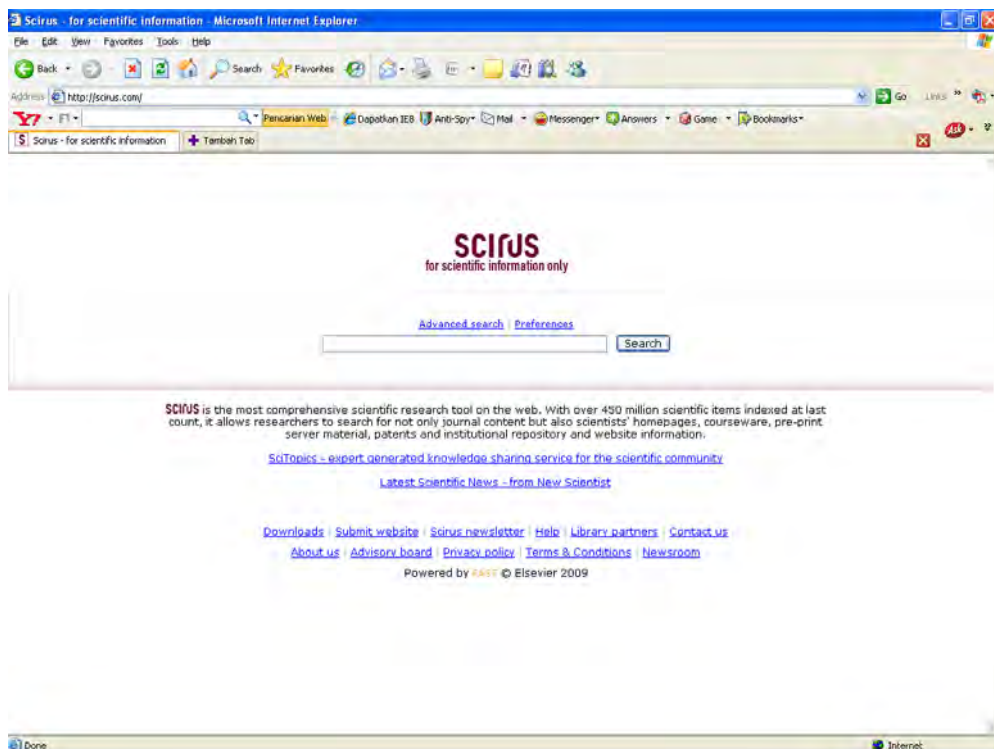 Scirus - for scientific information - Microsoft Internet Explorer
File Edit View Favorites Tools Help
Back Search Favorites
Address http://scirus.com/ Go Links »
Y7 Pencarian Web Dapatkan IE8 Anti-Spy Mail Messenger Answers Game Bookmarks
S Scirus - for scientific information Tambah Tab Ask
SCIRUS
for scientific information only
Advanced search | Preferences
Search
SCIRUS is the most comprehensive scientific research tool on the web. With over 450 million scientific items indexed at last
count, it allows researchers to search for not only journal content but also scientists' homepages, courseware, pre-print
server material, patents and institutional repository and website information.
SciTopics - expert generated knowledge sharing service for the scientific community
Latest Scientific News - from New Scientist
Downloads | Submit website | Scirus newsletter | Help | Library partners | Contact us
About us | Advisory board | Privacy policy | Terms & Conditions | Newsroom
Powered by FAST © Elsevier 2009
Done Internet